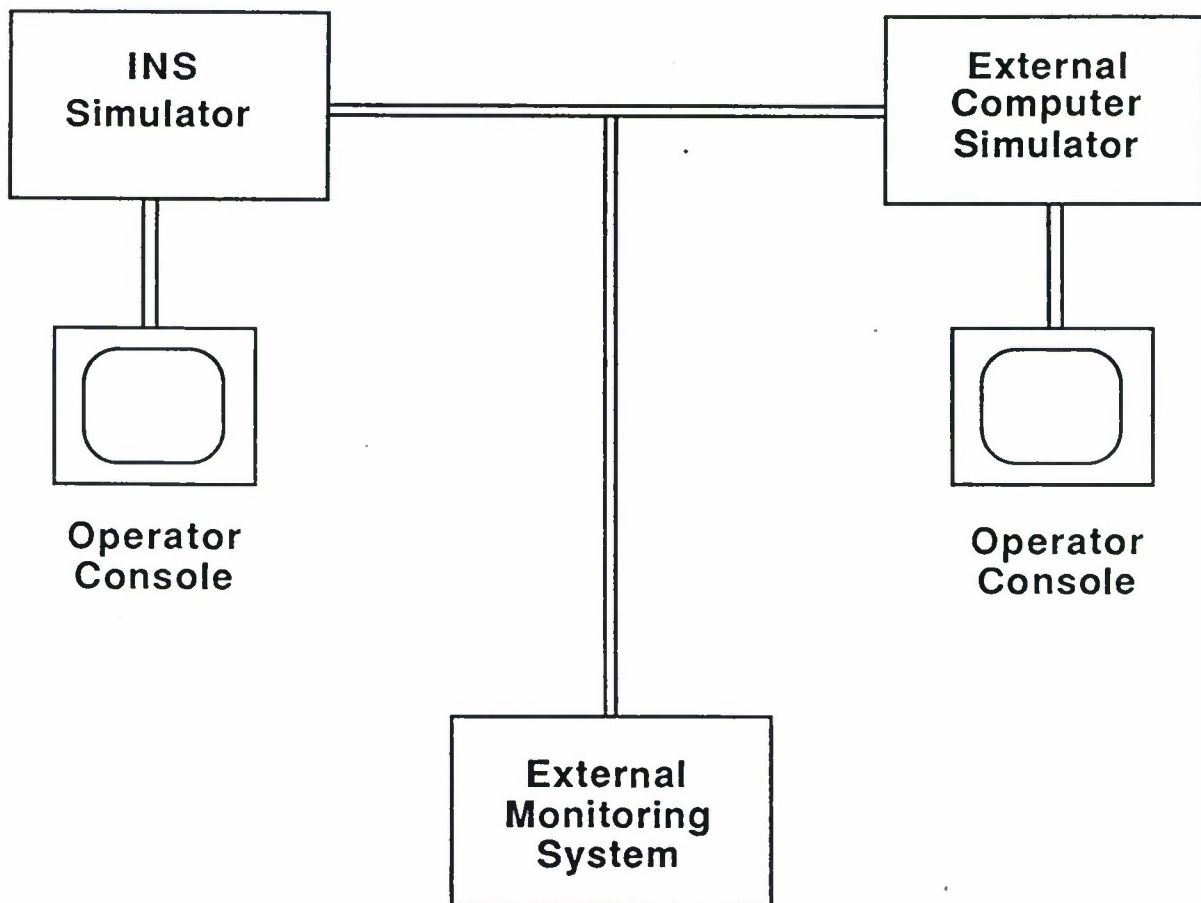 INS
Simulator
External
Computer
Simulator
Operator
Console
Operator
Console
External
Monitoring
System